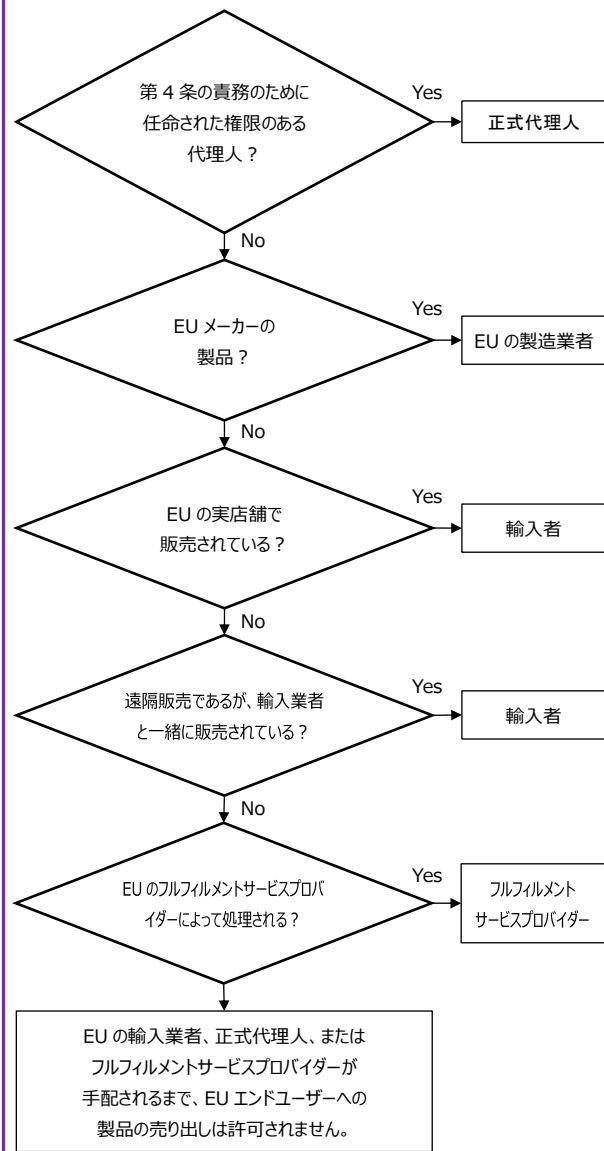 第 4 条の責務のために
任命された権限のある
代理人？
Yes
正式代理人
No
EU メーカーの
製品？
Yes
EU の製造業者
No
EU の実店舗で
販売されている？
Yes
輸入者
No
遠隔販売であるが、輸入業者
と一緒に販売されている？
Yes
輸入者
No
EU のフルフィルメントサービスプロバ
イダーによって処理される？
Yes
フルフィルメント
サービスプロバイダー
EU の輸入業者、正式代理人、または
フルフィルメントサービスプロバイダーが
手配されるまで、EU エンドユーザーへの
製品の売り出しは許可されません。